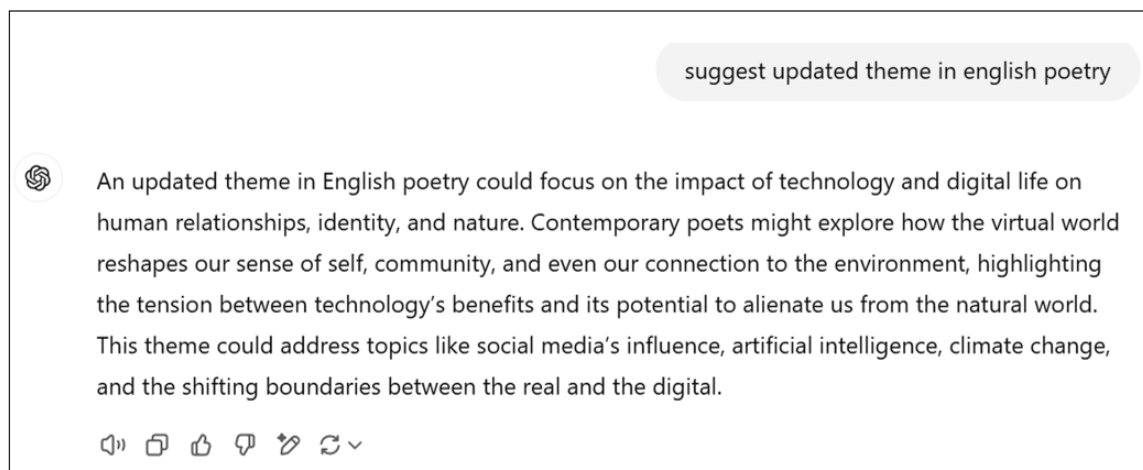 suggest updated theme in english poetry
An updated theme in English poetry could focus on the impact of technology and digital life on
human relationships, identity, and nature. Contemporary poets might explore how the virtual world
reshapes our sense of self, community, and even our connection to the environment, highlighting
the tension between technology’s benefits and its potential to alienate us from the natural world.
This theme could address topics like social media’s influence, artificial intelligence, climate change,
and the shifting boundaries between the real and the digital.